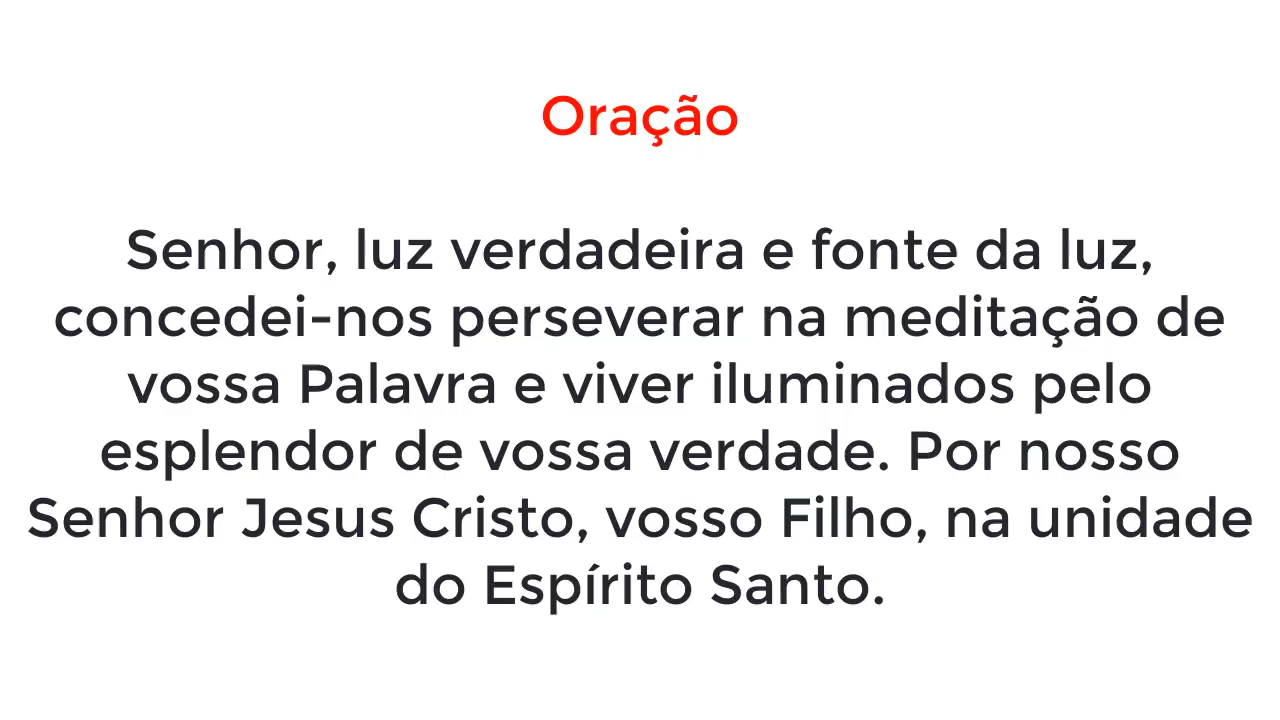 Oração
Senhor, luz verdadeira e fonte da luz,
concedei-nos perseverar na meditação de
vossa Palavra e viver iluminados pelo
esplendor de vossa verdade. Por nosso
Senhor Jesus Cristo, vosso Filho, na unidade
do Espírito Santo.